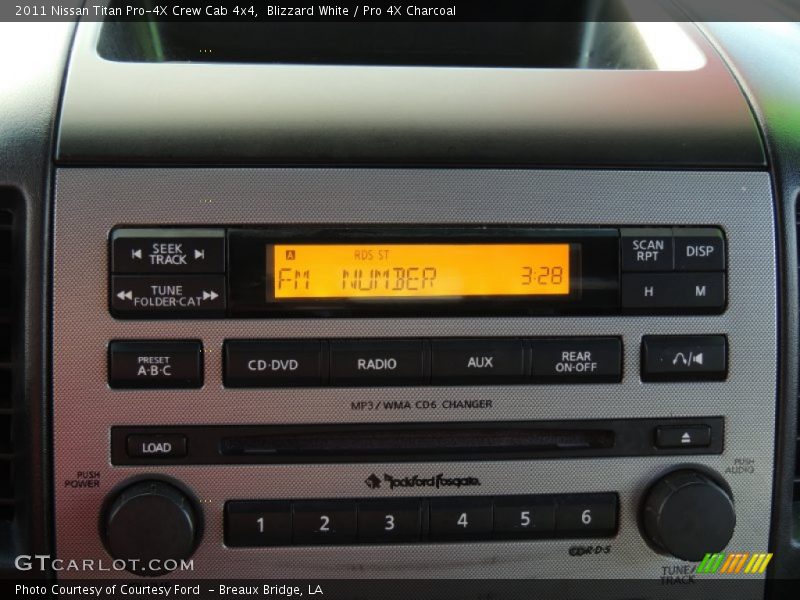 2011 Nissan Titan Pro-4X Crew Cab 4x4,  Blizzard White / Pro 4X Charcoal
SEEK
TRACK
A
RDS ST
FM NUMBER 3:28
SCAN
RPT
DISP
TUNE
FOLDER·CAT
H
M
PRESET
A·B·C
CD·DVD
RADIO
AUX
REAR
ON·OFF
MP3/WMA CD6 CHANGER
LOAD
PUSH
POWER
Rockford Fosgate.
PUSH
AUDIO
1
2
3
4
5
6
TUNE/
TRACK
GTCARLOT.COM
Photo Courtesy of Courtesy Ford  - Breaux Bridge, LA